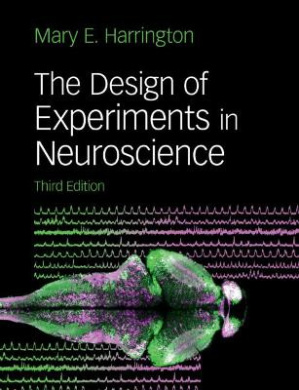 Mary E. Harrington
The Design of
Experiments in
Neuroscience
Third Edition